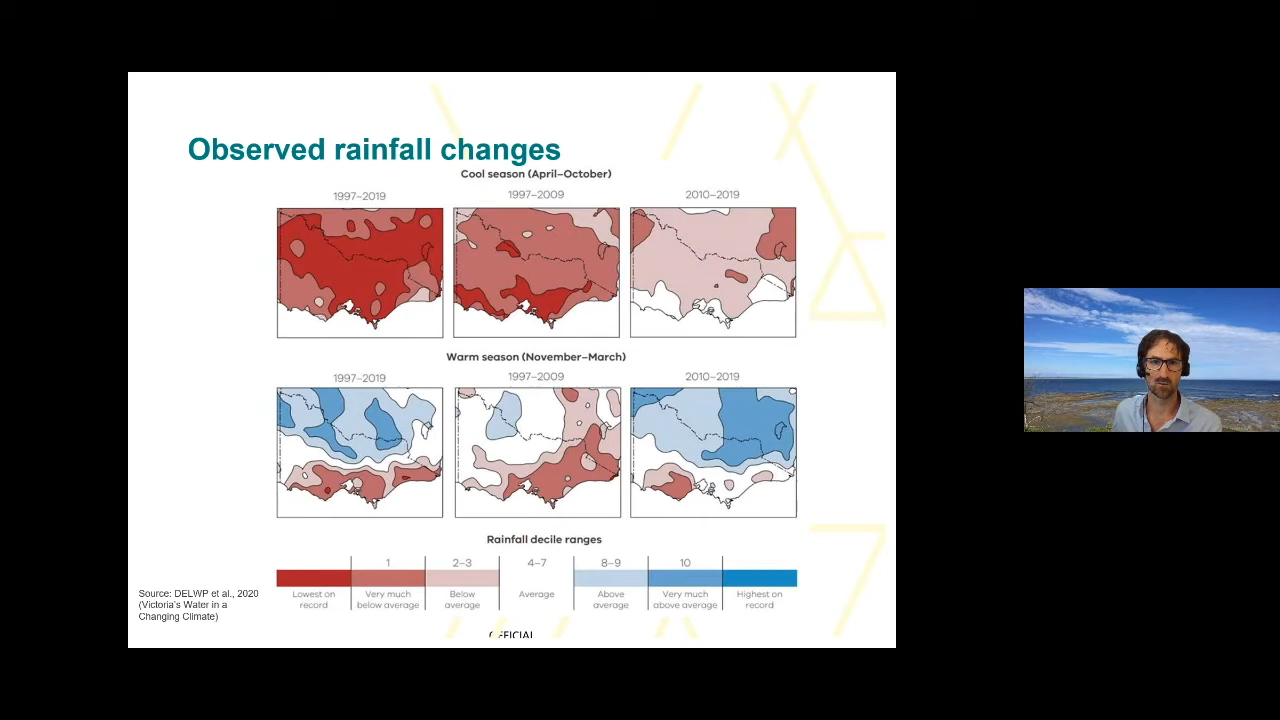 Observed rainfall changes
Cool season (April–October)
1997–2019
1997–2009
2010–2019
Warm season (November–March)
1997–2019
1997–2009
2010–2019
Rainfall decile ranges
1
2–3
4–7
8–9
10
Lowest on
record
Very much
below average
Below
average
Average
Above
average
Very much
above average
Highest on
record
Source: DELWP et al., 2020
(Victoria's Water in a
Changing Climate)
OFFICIAL